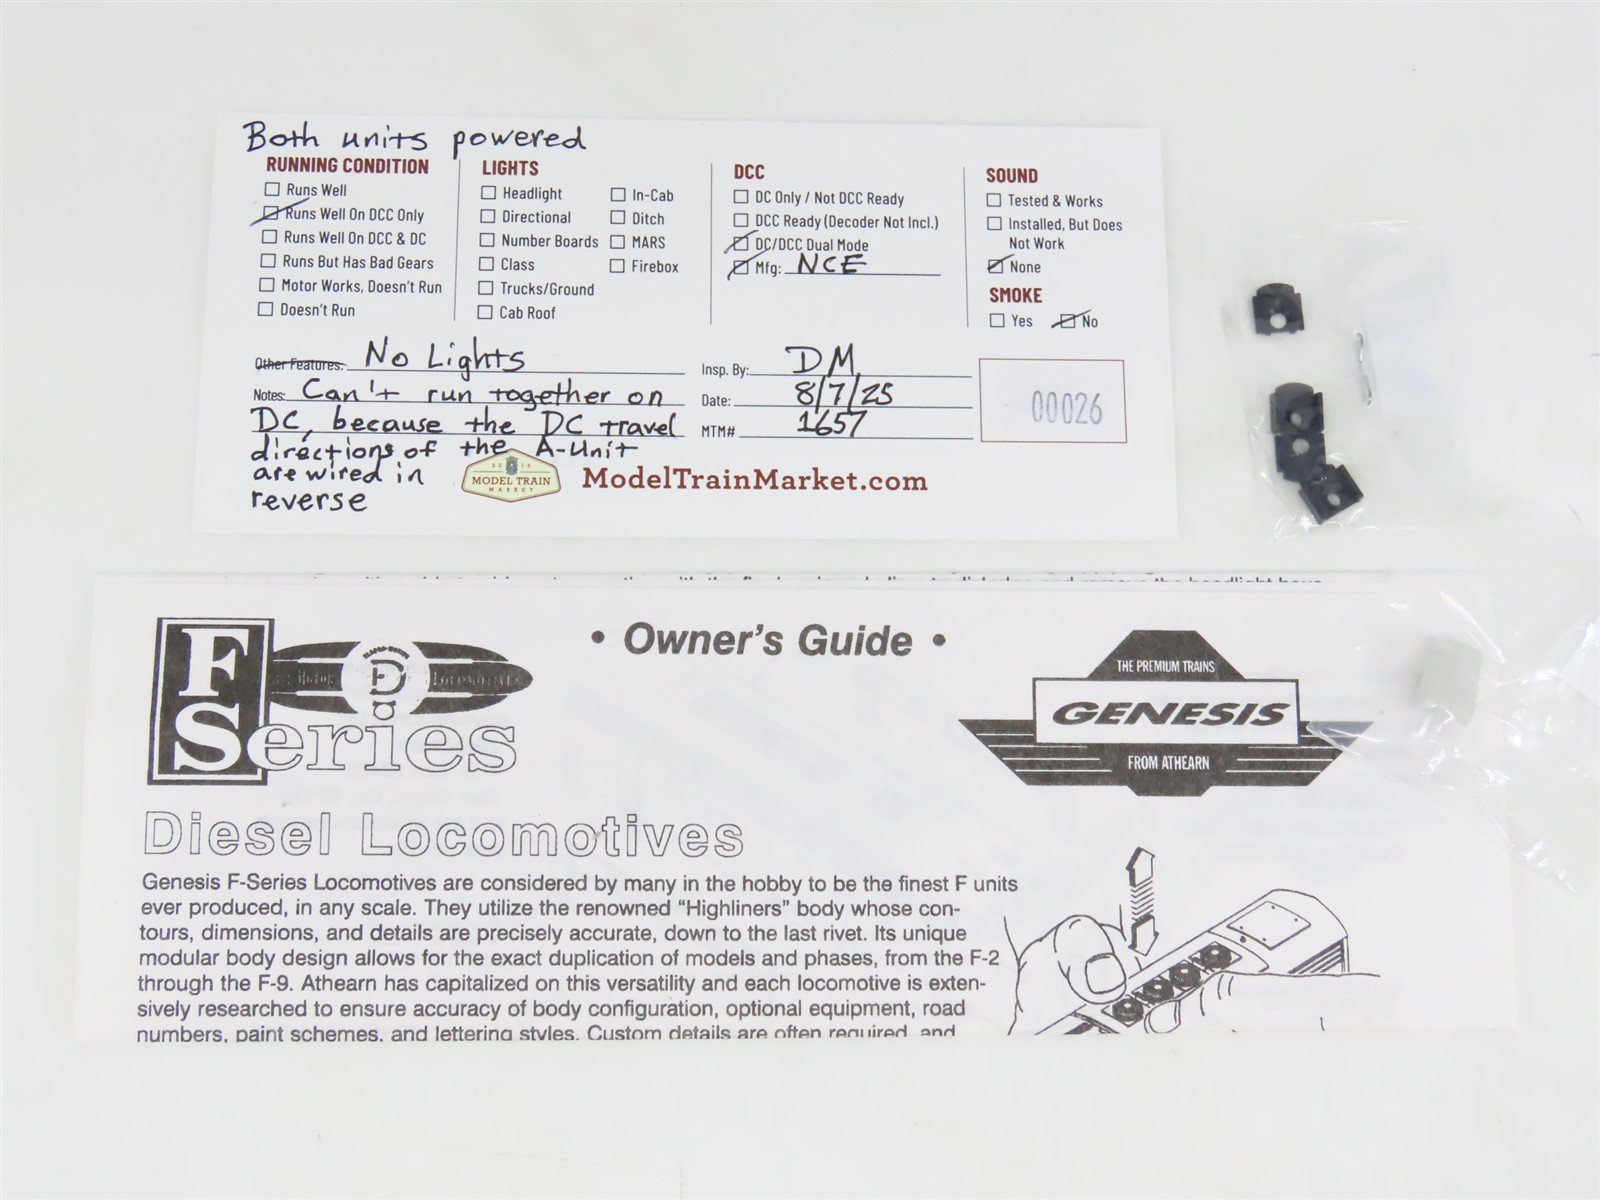 Both units powered
RUNNING CONDITION
Runs Well
Runs Well On DCC Only
Runs Well On DCC & DC
Runs But Has Bad Gears
Motor Works, Doesn't Run
Doesn't Run
LIGHTS
Headlight
Directional
Number Boards
Class
Trucks/Ground
Cab Roof
In-Cab
Ditch
MARS
Firebox
DCC
DC Only / Not DCC Ready
DCC Ready (Decoder Not Incl.)
DC/DCC Dual Mode
Mfg: NCE
SOUND
Tested & Works
Installed, But Does
Not Work
None
SMOKE
Yes No
Other Features: No Lights
Notes: Can't run together on
DC, because the DC travel
directions of the A-Unit
are wired in
reverse
Insp. By: DM
Date: 8/7/25
MTM# 1657
00026
2015
MODEL TRAIN
MARKET
ModelTrainMarket.com
F
Series
D
• Owner's Guide •
THE PREMIUM TRAINS
GENESIS
FROM ATHEARN
Diesel Locomotives
Genesis F-Series Locomotives are considered by many in the hobby to be the finest F units
ever produced, in any scale. They utilize the renowned "Highliners" body whose con-
tours, dimensions, and details are precisely accurate, down to the last rivet. Its unique
modular body design allows for the exact duplication of models and phases, from the F-2
through the F-9. Athearn has capitalized on this versatility and each locomotive is exten-
sively researched to ensure accuracy of body configuration, optional equipment, road
numbers, paint schemes, and lettering styles. Custom details are often required, and